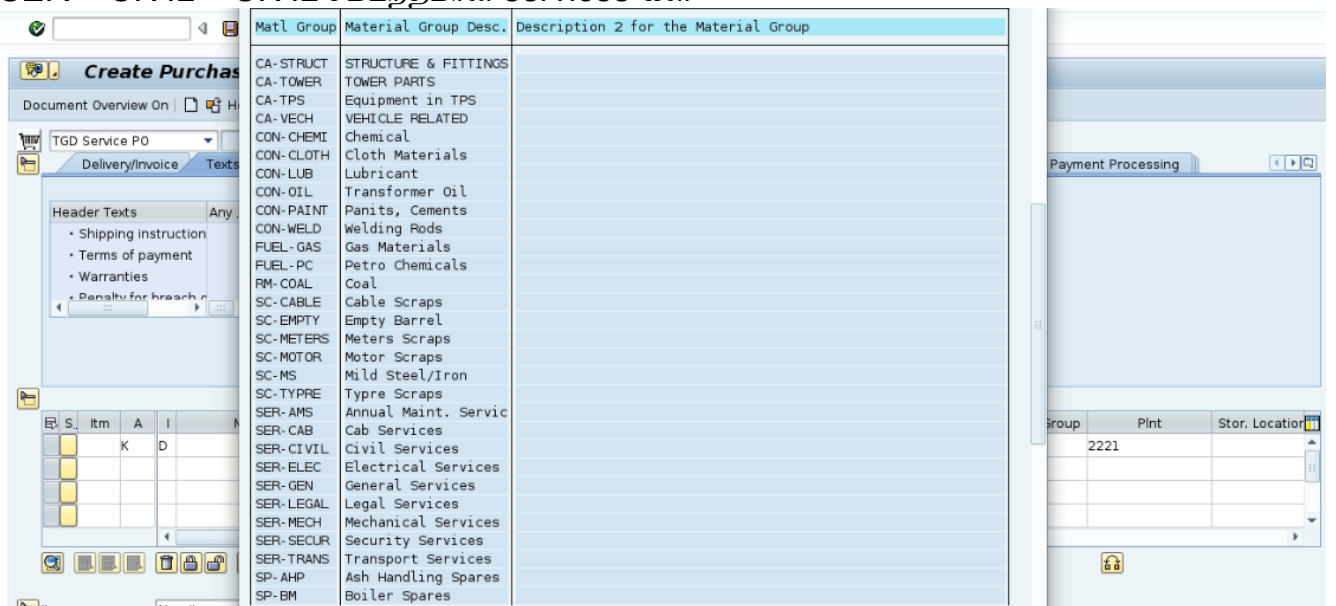 Matl Group Material Group Desc. Description 2 for the Material Group
Create Purchas
CA-STRUCT STRUCTURE & FITTINGS
CA-TOWER TOWER PARTS
Document Overview On H
CA-TPS Equipment in TPS
CA-VECH VEHICLE RELATED
TGD Service PO
CON-CHEMI Chemical
Delivery/Invoice Texts
CON-CLOTH Cloth Materials
Payment Processing
CON-LUB Lubricant
CON-OIL Transformer Oil
Header Texts Any
CON-PAINT Panits, Cements
Shipping instruction
CON-WELD Welding Rods
Terms of payment
FUEL-GAS Gas Materials
Warranties
FUEL-PC Petro Chemicals
RM-COAL Coal
Penalty for breach
SC-CABLE Cable Scraps
SC-EMPTY Empty Barrel
SC-METERS Meters Scraps
SC-MOTOR Motor Scraps
SC-MS Mild Steel/Iron
SC-TYPRE Typre Scraps
SER-AMS Annual Maint. Servic
S.. Itm A I
SER-CAB Cab Services
Group Plnt Stor. Location
K D
SER-CIVIL Civil Services
2221
SER-ELEC Electrical Services
SER-GEN General Services
SER-LEGAL Legal Services
SER-MECH Mechanical Services
SER-SECUR Security Services
SER-TRANS Transport Services
SP-AHP Ash Handling Spares
SP-BM Boiler Spares